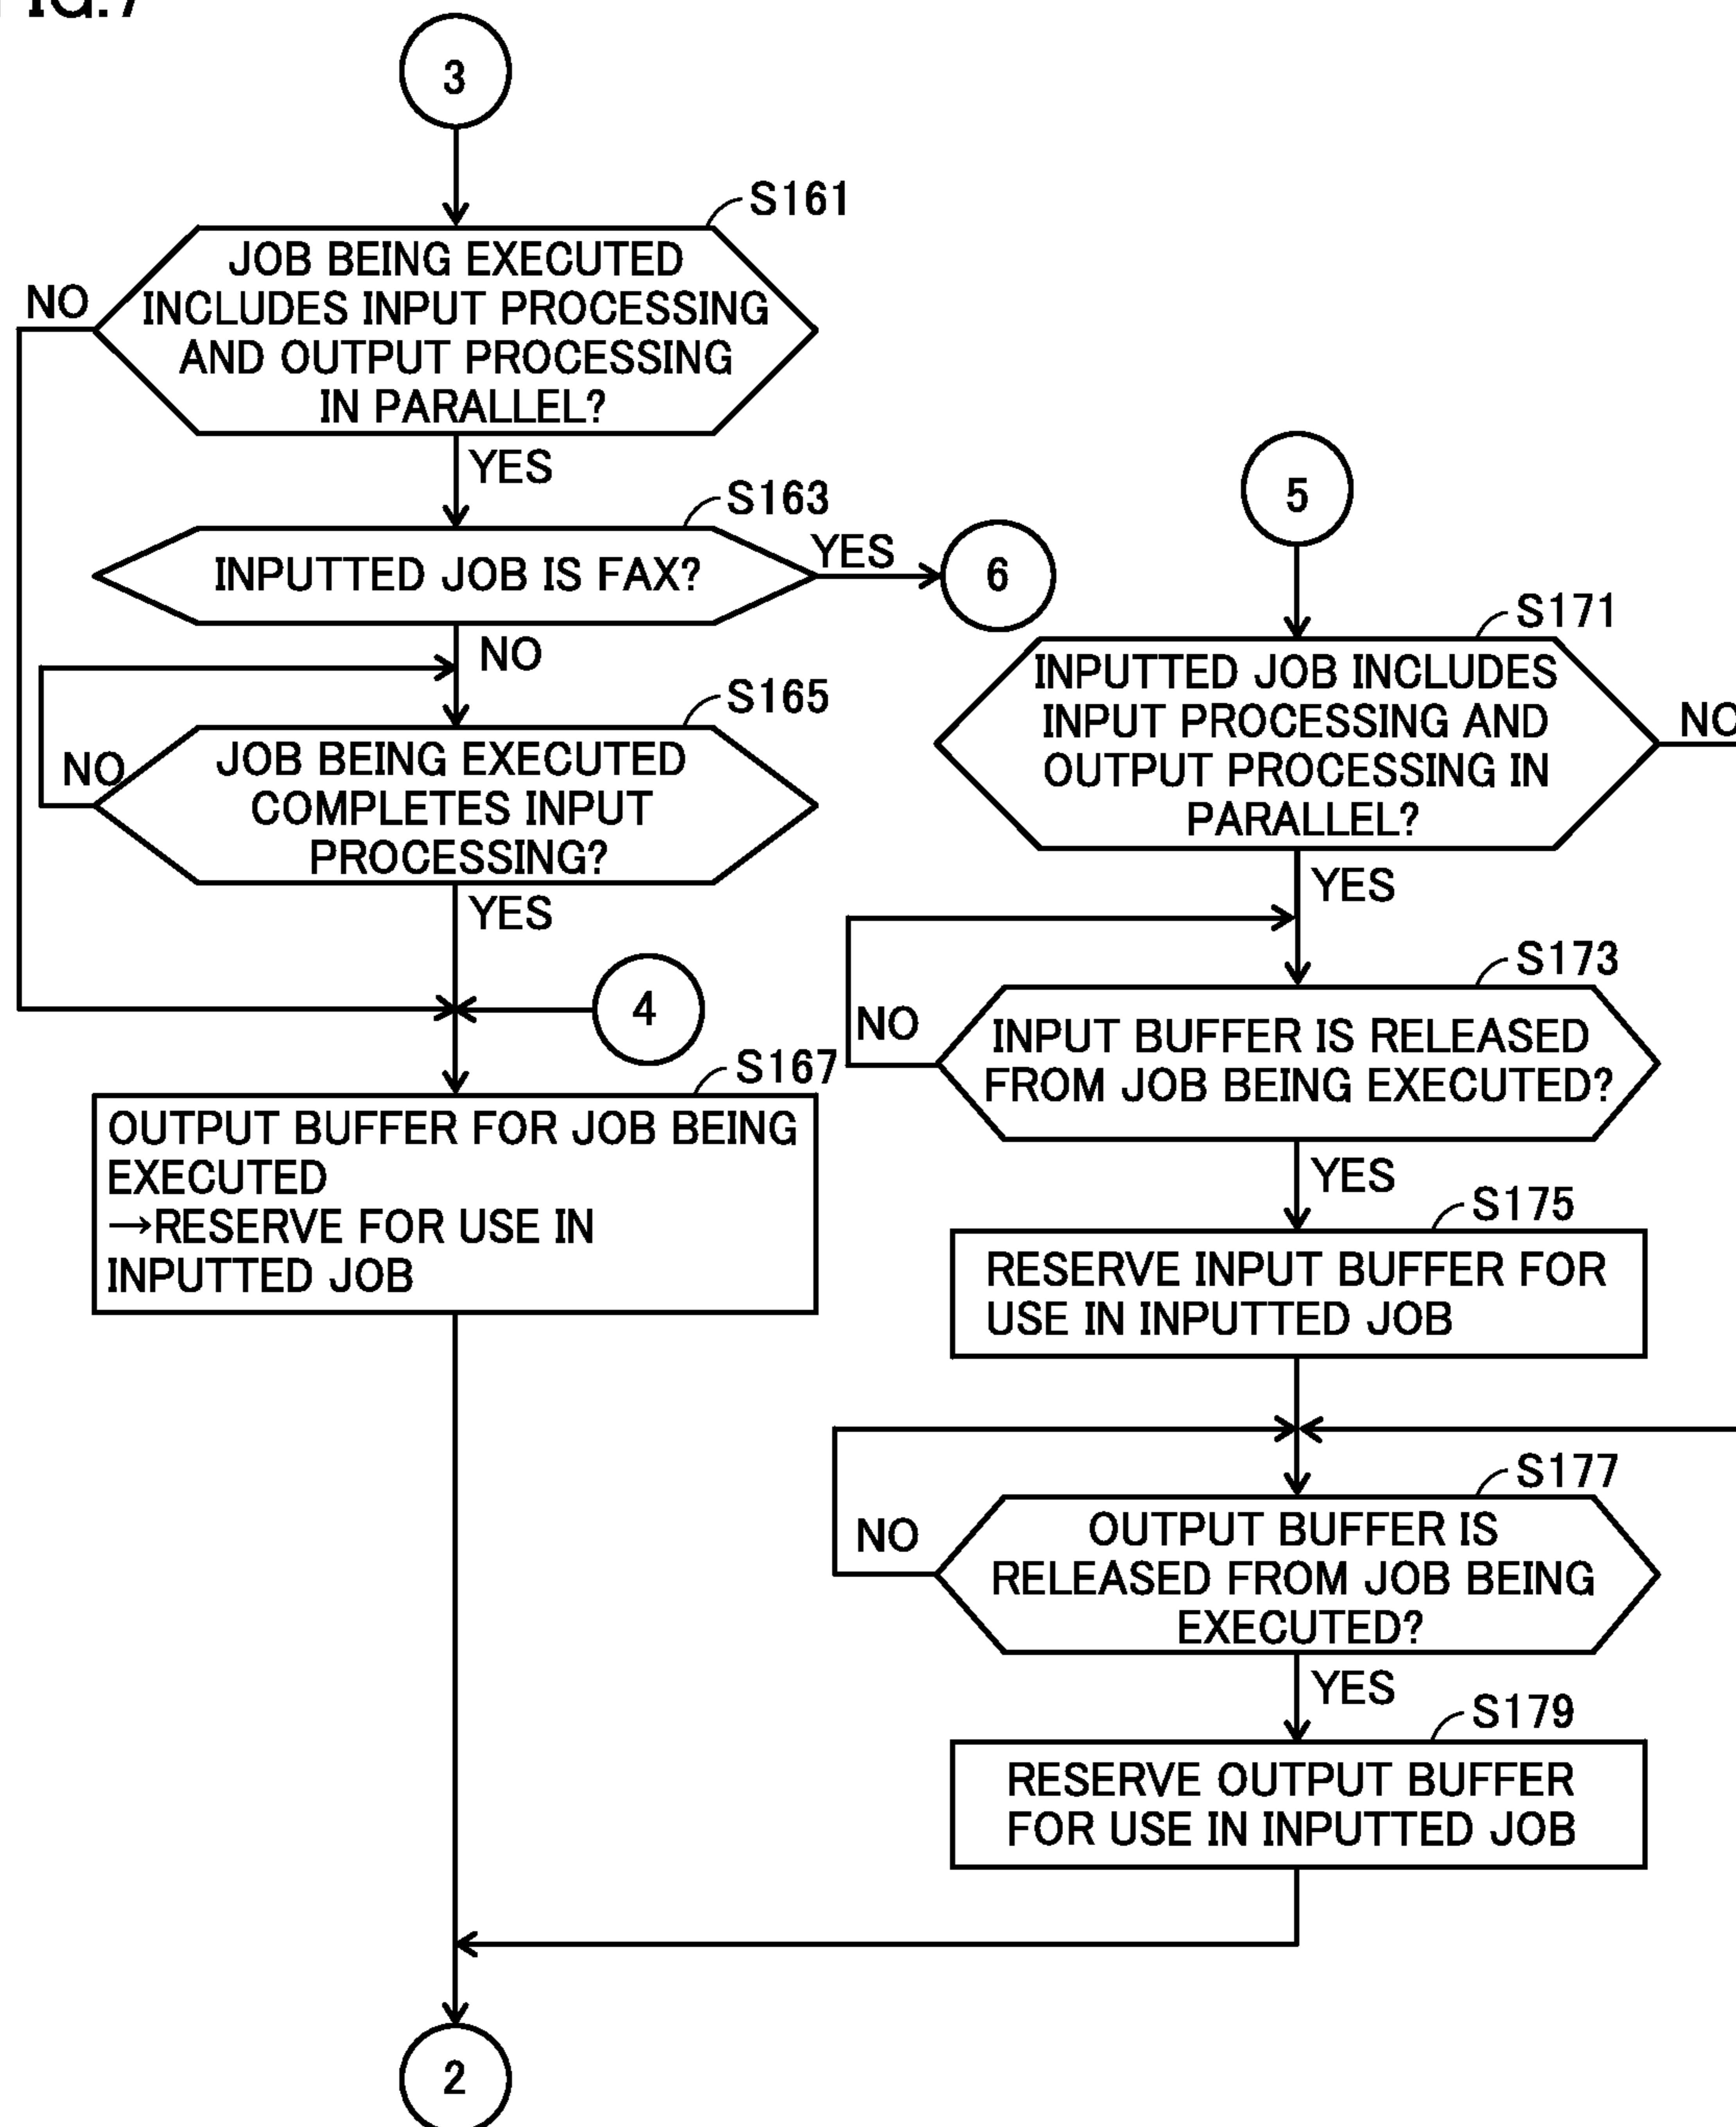 FIG.7
3
S161
JOB BEING EXECUTED
INCLUDES INPUT PROCESSING
AND OUTPUT PROCESSING
IN PARALLEL?
NO
YES
S163
INPUTTED JOB IS FAX?
YES
6
NO
S165
JOB BEING EXECUTED
COMPLETES INPUT
PROCESSING?
NO
YES
4
S167
OUTPUT BUFFER FOR JOB BEING
EXECUTED
→RESERVE FOR USE IN
INPUTTED JOB
5
S171
INPUTTED JOB INCLUDES
INPUT PROCESSING AND
OUTPUT PROCESSING IN
PARALLEL?
NO
YES
S173
INPUT BUFFER IS RELEASED
FROM JOB BEING EXECUTED?
NO
YES
S175
RESERVE INPUT BUFFER FOR
USE IN INPUTTED JOB
S177
OUTPUT BUFFER IS
RELEASED FROM JOB BEING
EXECUTED?
NO
YES
S179
RESERVE OUTPUT BUFFER
FOR USE IN INPUTTED JOB
2